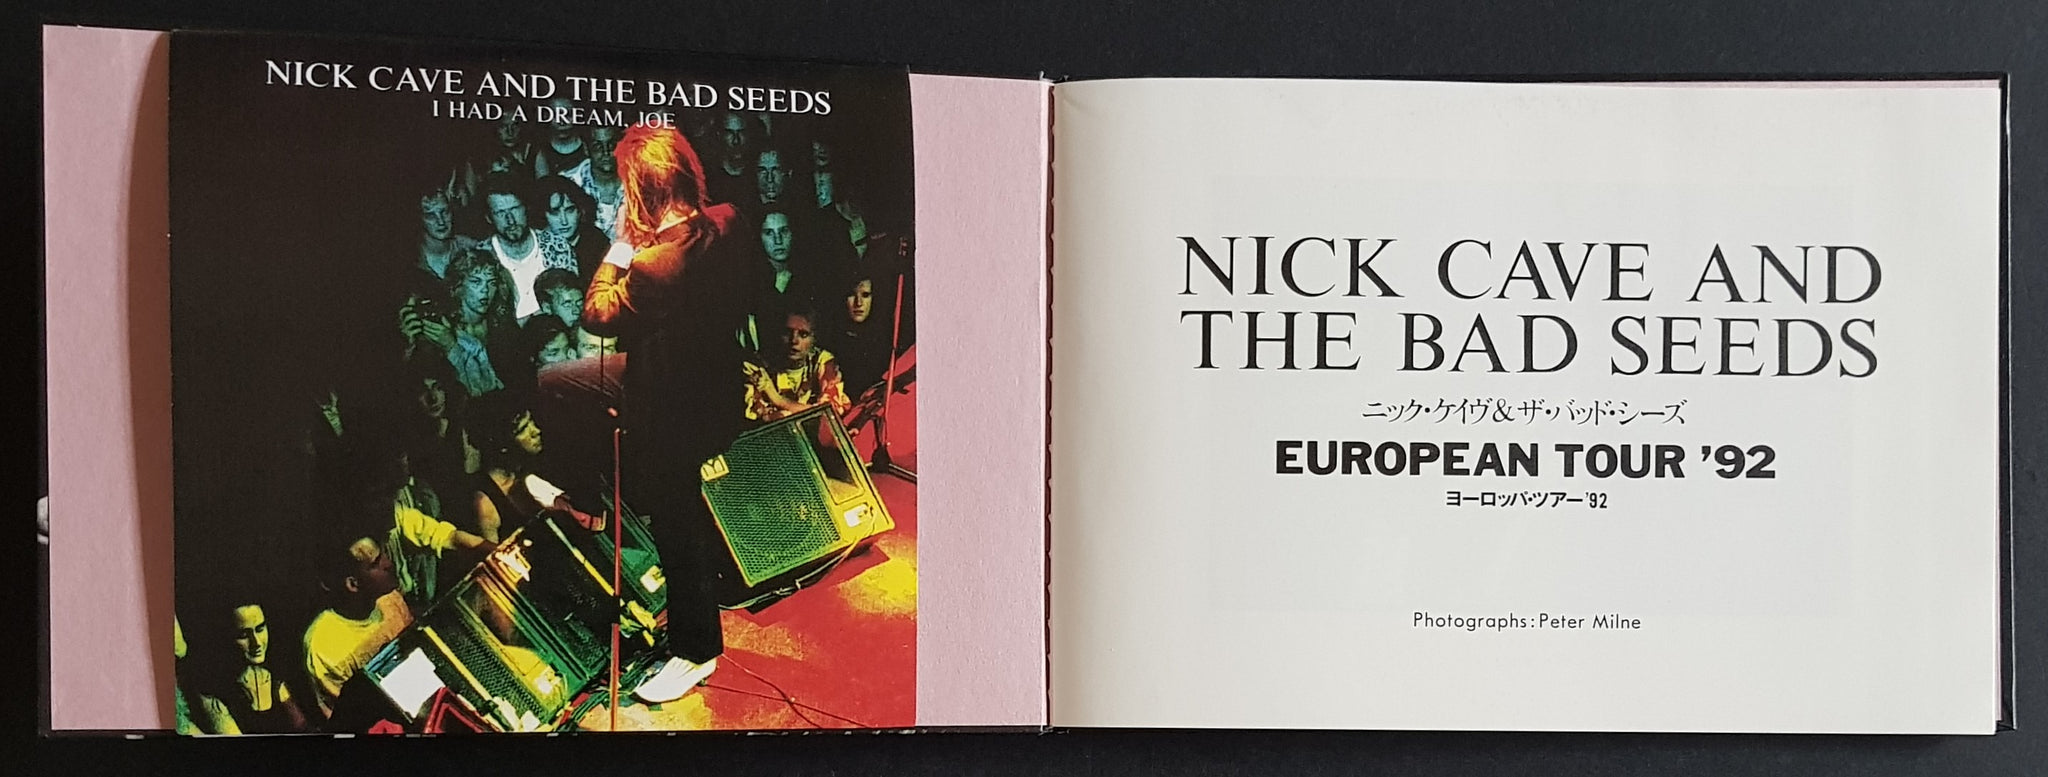 NICK CAVE AND THE BAD SEEDS
I HAD A DREAM, JOE
NICK CAVE AND
THE BAD SEEDS
ニック・ケイヴ&ザ・バッド・シーズ
EUROPEAN TOUR ’92
ヨーロッパ・ツアー’92
Photographs: Peter Milne